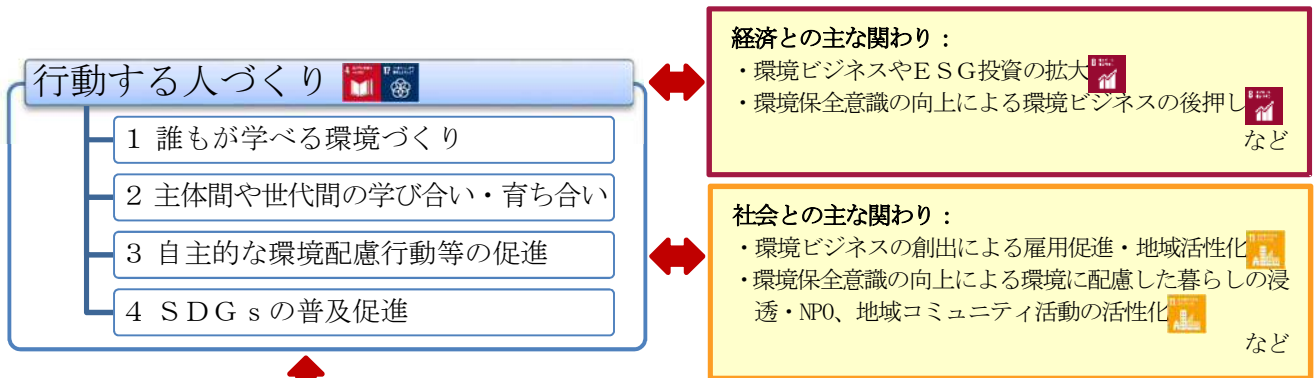 行動する人づくり
4
17
1 誰もが学べる環境づくり
2 主体間や世代間の学び合い・育ち合い
3 自主的な環境配慮行動等の促進
4 SDGsの普及促進
経済との主な関わり：
・環境ビジネスやESG投資の拡大
8
・環境保全意識の向上による環境ビジネスの後押し
8
など
社会との主な関わり：
・環境ビジネスの創出による雇用促進・地域活性化
11
・環境保全意識の向上による環境に配慮した暮らしの浸
透・NPO、地域コミュニティ活動の活性化
11
など